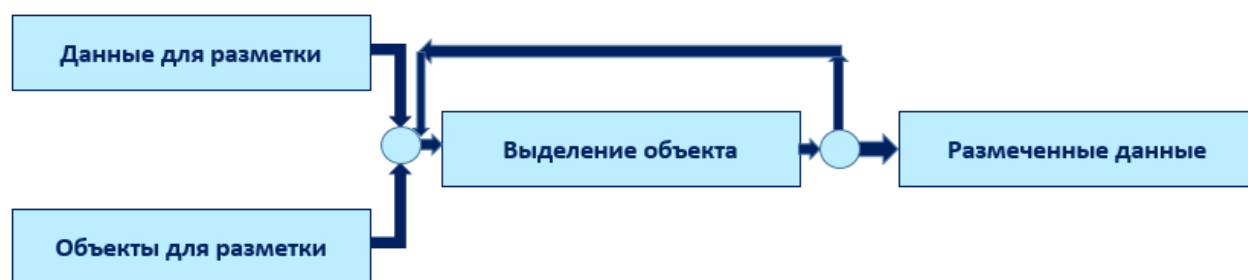 Данные для разметки
Выделение объекта
Размеченные данные
Объекты для разметки